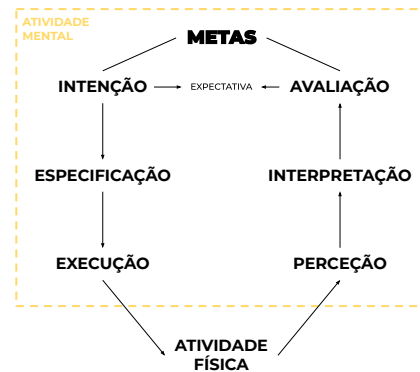 ATIVIDADE
MENTAL
METAS
INTENÇÃO
EXPECTATIVA
AVALIAÇÃO
ESPECIFICAÇÃO
INTERPRETAÇÃO
EXECUÇÃO
PERCEÇÃO
ATIVIDADE
FÍSICA